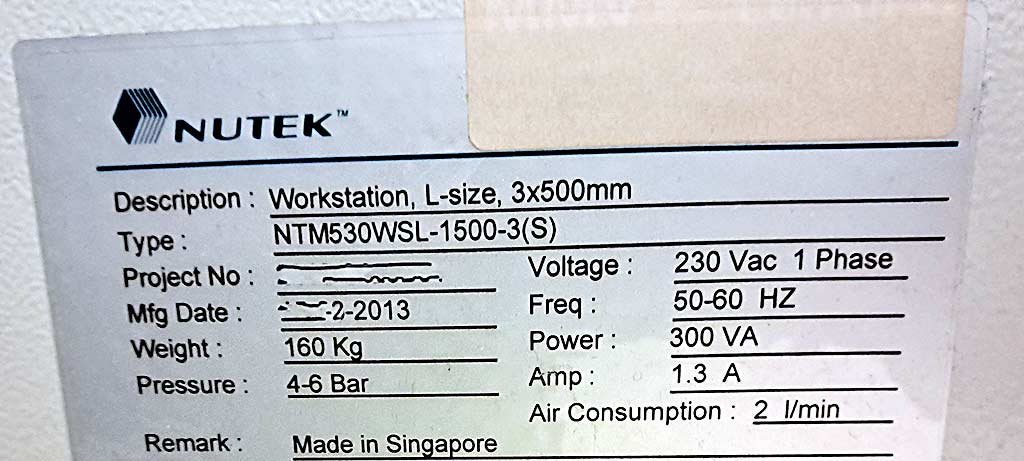 NUTEK™
Description : Workstation, L-size, 3x500mm
Type : NTM530WSL-1500-3(S)
Project No :
Mfg Date : -2-2013
Weight : 160 Kg
Pressure : 4-6 Bar
Voltage : 230 Vac 1 Phase
Freq : 50-60 HZ
Power : 300 VA
Amp : 1.3 A
Air Consumption : 2 l/min
Remark : Made in Singapore